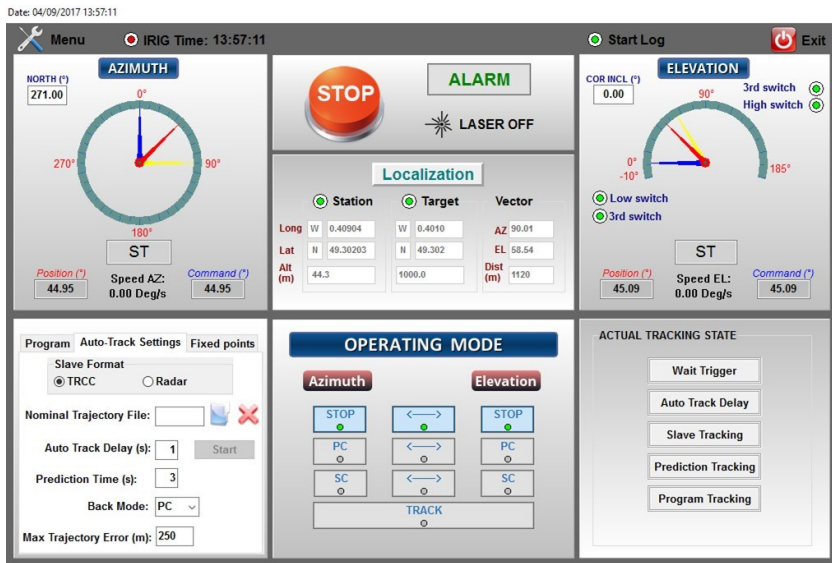 Date: 04/09/2017 13:57:11
Menu
IRIG Time: 13:57:11
Start Log
Exit
AZIMUTH
NORTH (°)
271.00
0°
270°
90°
180°
ST
Position (°)
44.95
Speed AZ:
0.00 Deg/s
Command (°)
44.95
STOP
ALARM
LASER OFF
Localization
Station Target Vector
Long W 0.40904 W 0.4010 AZ 90.01
Lat N 49.30203 N 49.302 EL 58.54
Alt (m) 44.3 1000.0 Dist (m) 1120
ELEVATION
COR INCL (°)
0.00
90°
3rd switch
High switch
0°
-10°
185°
Low switch
3rd switch
ST
Position (°)
45.09
Speed EL:
0.00 Deg/s
Command (°)
45.09
Program Auto-Track Settings Fixed points
Slave Format
TRCC Radar
Nominal Trajectory File:
Auto Track Delay (s): 1 Start
Prediction Time (s): 3
Back Mode: PC
Max Trajectory Error (m): 250
OPERATING MODE
Azimuth Elevation
STOP <---> STOP
PC <---> PC
SC <---> SC
TRACK
ACTUAL TRACKING STATE
Wait Trigger
Auto Track Delay
Slave Tracking
Prediction Tracking
Program Tracking